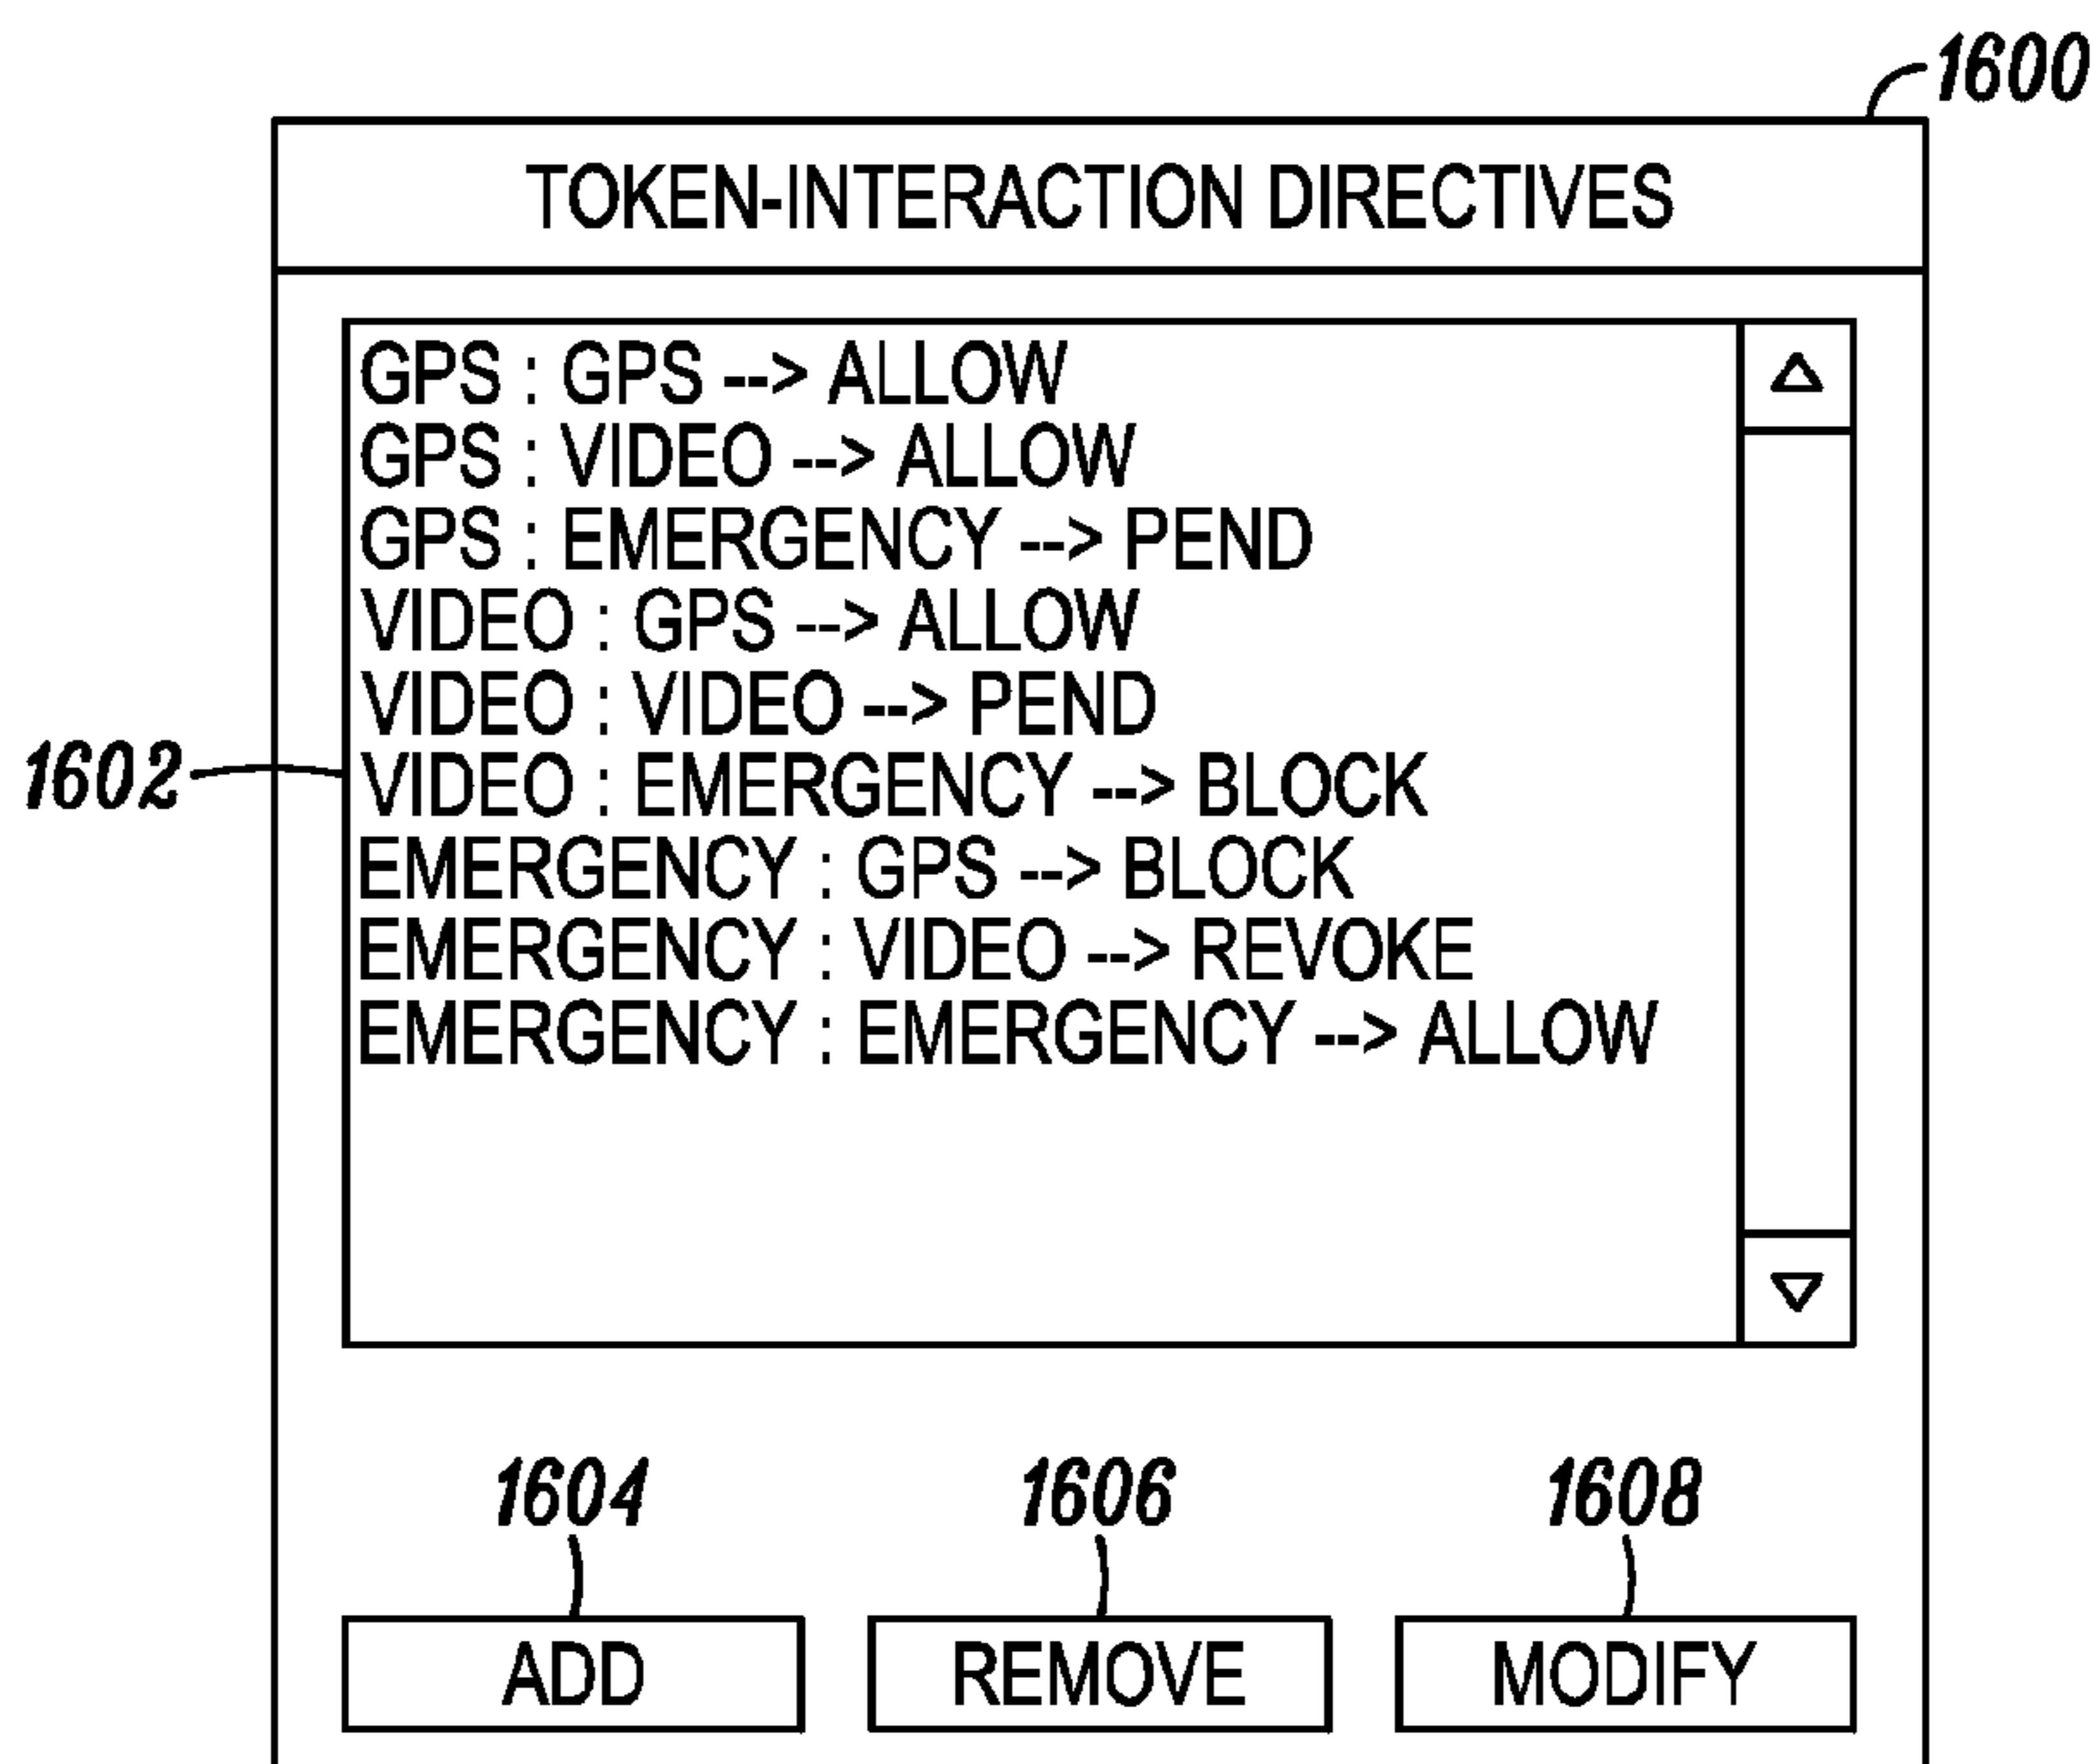 1600
TOKEN-INTERACTION DIRECTIVES
GPS : GPS --> ALLOW
GPS : VIDEO --> ALLOW
GPS : EMERGENCY --> PEND
VIDEO : GPS --> ALLOW
VIDEO : VIDEO --> PEND
1602
VIDEO : EMERGENCY --> BLOCK
EMERGENCY : GPS --> BLOCK
EMERGENCY : VIDEO --> REVOKE
EMERGENCY : EMERGENCY --> ALLOW
1604 1606 1608
ADD REMOVE MODIFY